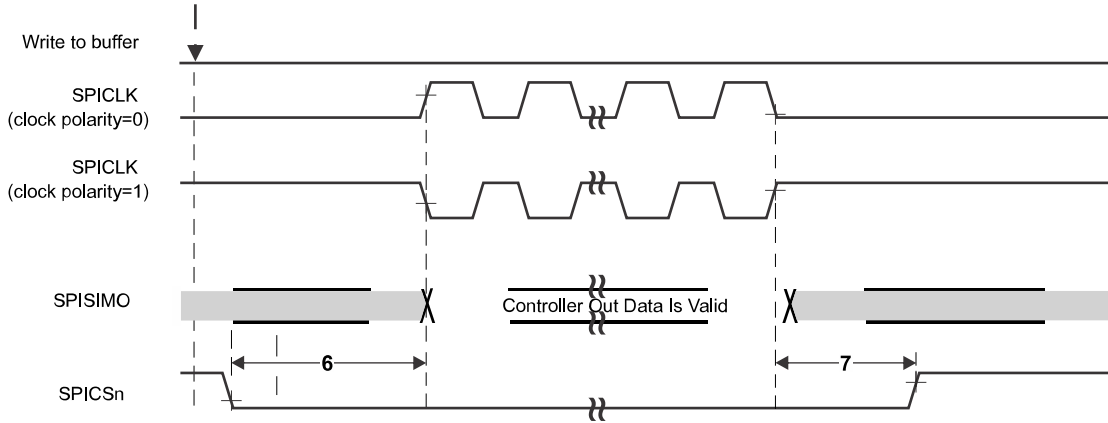 Write to buffer
SPICLK
(clock polarity=0)
SPICLK
(clock polarity=1)
SPISIMO
Controller Out Data Is Valid
6
7
SPICSn